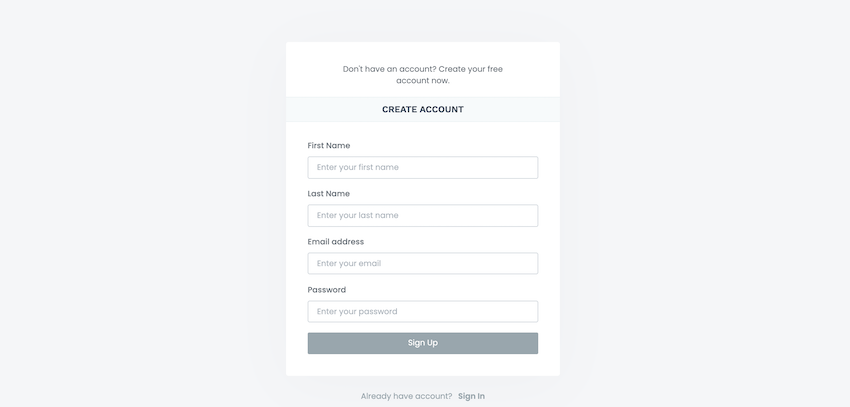 Don't have an account? Create your free
account now.
CREATE ACCOUNT
First Name
Enter your first name
Last Name
Enter your last name
Email address
Enter your email
Password
Enter your password
Sign Up
Already have account? Sign In